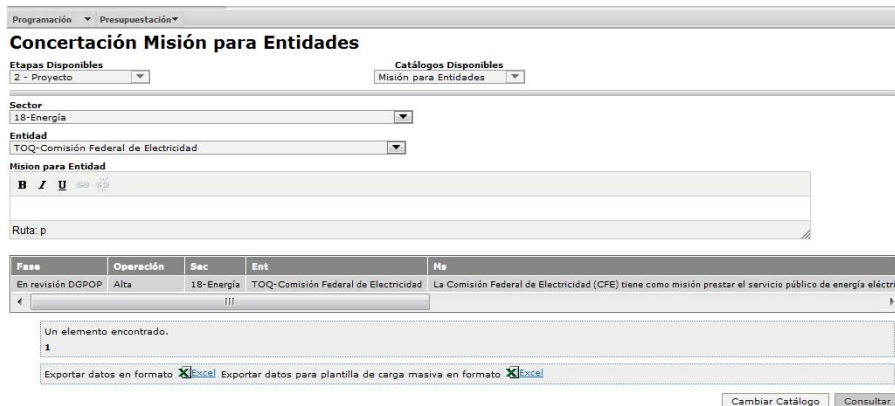 Programación Presupuestación
Concertación Misión para Entidades
Etapas Disponibles Catálogos Disponibles
2 - Proyecto Misión para Entidades
Sector
18-Energía
Entidad
TOQ-Comisión Federal de Electricidad
Mision para Entidad
B I U
Ruta: p
Fase Operación Sec Ent Ms
En revisión DGPOP Alta 18-Energía TOQ-Comisión Federal de Electricidad La Comisión Federal de Electricidad (CFE) tiene como misión prestar el servicio público de energía eléctri
Un elemento encontrado.
1
Exportar datos en formato Excel Exportar datos para plantilla de carga masiva en formato Excel
Cambiar Catálogo Consultar